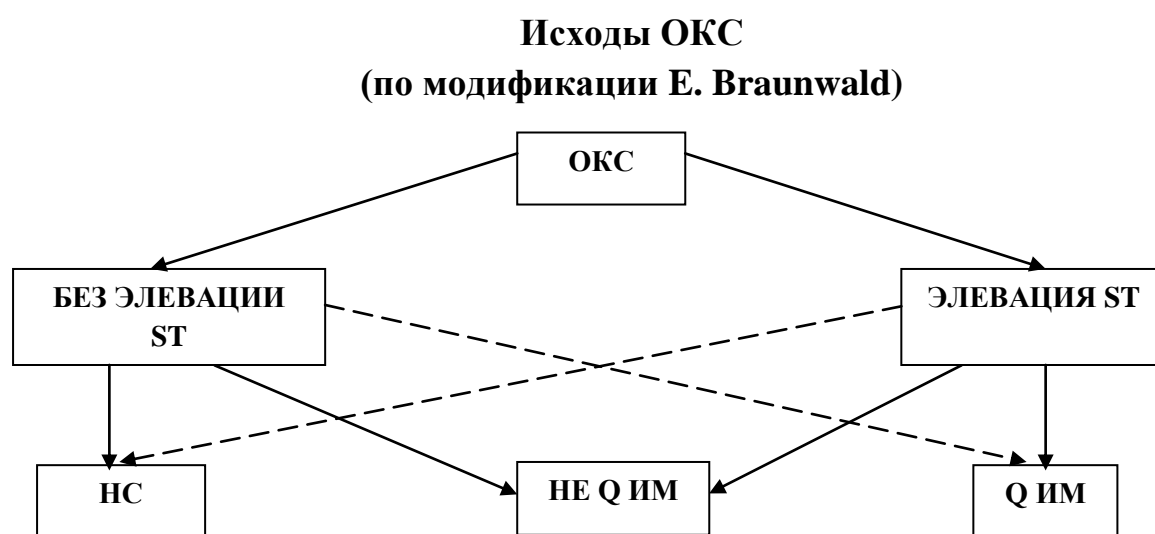 Исходы ОКС
(по модификации E. Braunwald)
ОКС
БЕЗ ЭЛЕВАЦИИ
ST
ЭЛЕВАЦИЯ ST
НС
НЕ Q ИМ
Q ИМ